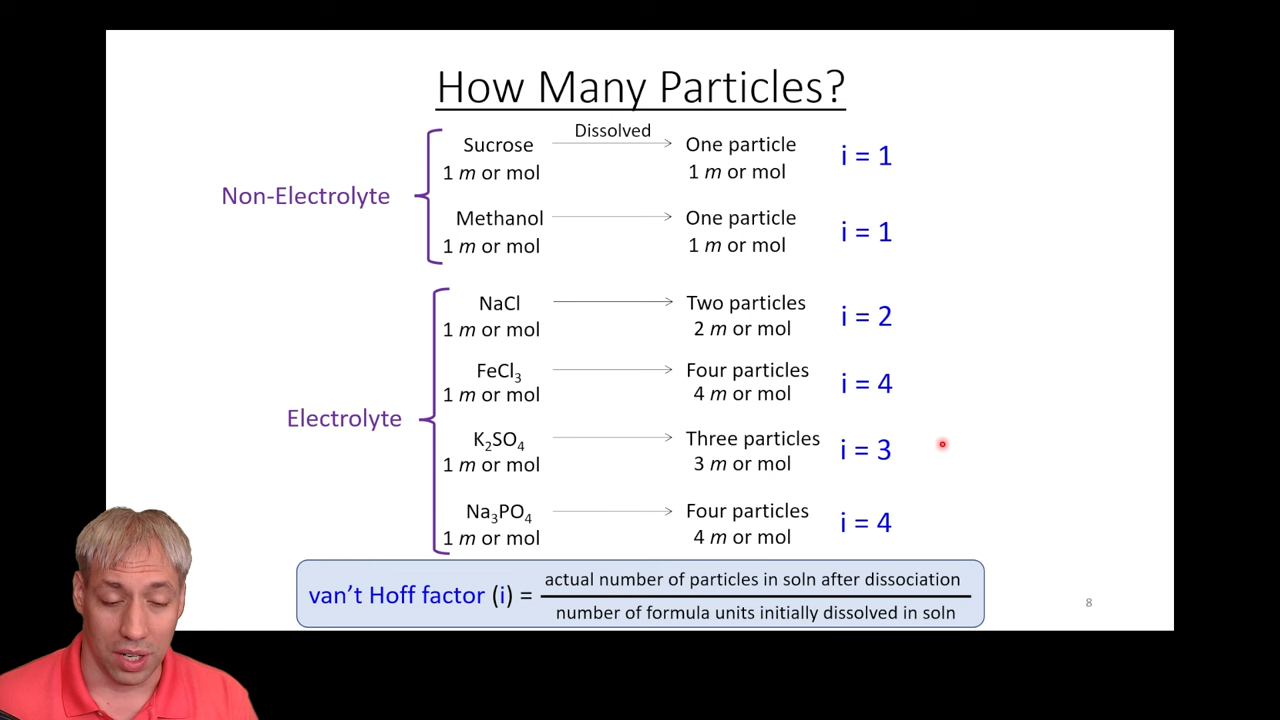 How Many Particles?
Non-Electrolyte
Sucrose Dissolved One particle i = 1
1 m or mol 1 m or mol
Methanol One particle i = 1
1 m or mol 1 m or mol
Electrolyte
NaCl Two particles i = 2
1 m or mol 2 m or mol
FeCl₃ Four particles i = 4
1 m or mol 4 m or mol
K₂SO₄ Three particles i = 3
1 m or mol 3 m or mol
Na₃PO₄ Four particles i = 4
1 m or mol 4 m or mol
van't Hoff factor (i) =
actual number of particles in soln after dissociation
number of formula units initially dissolved in soln
8